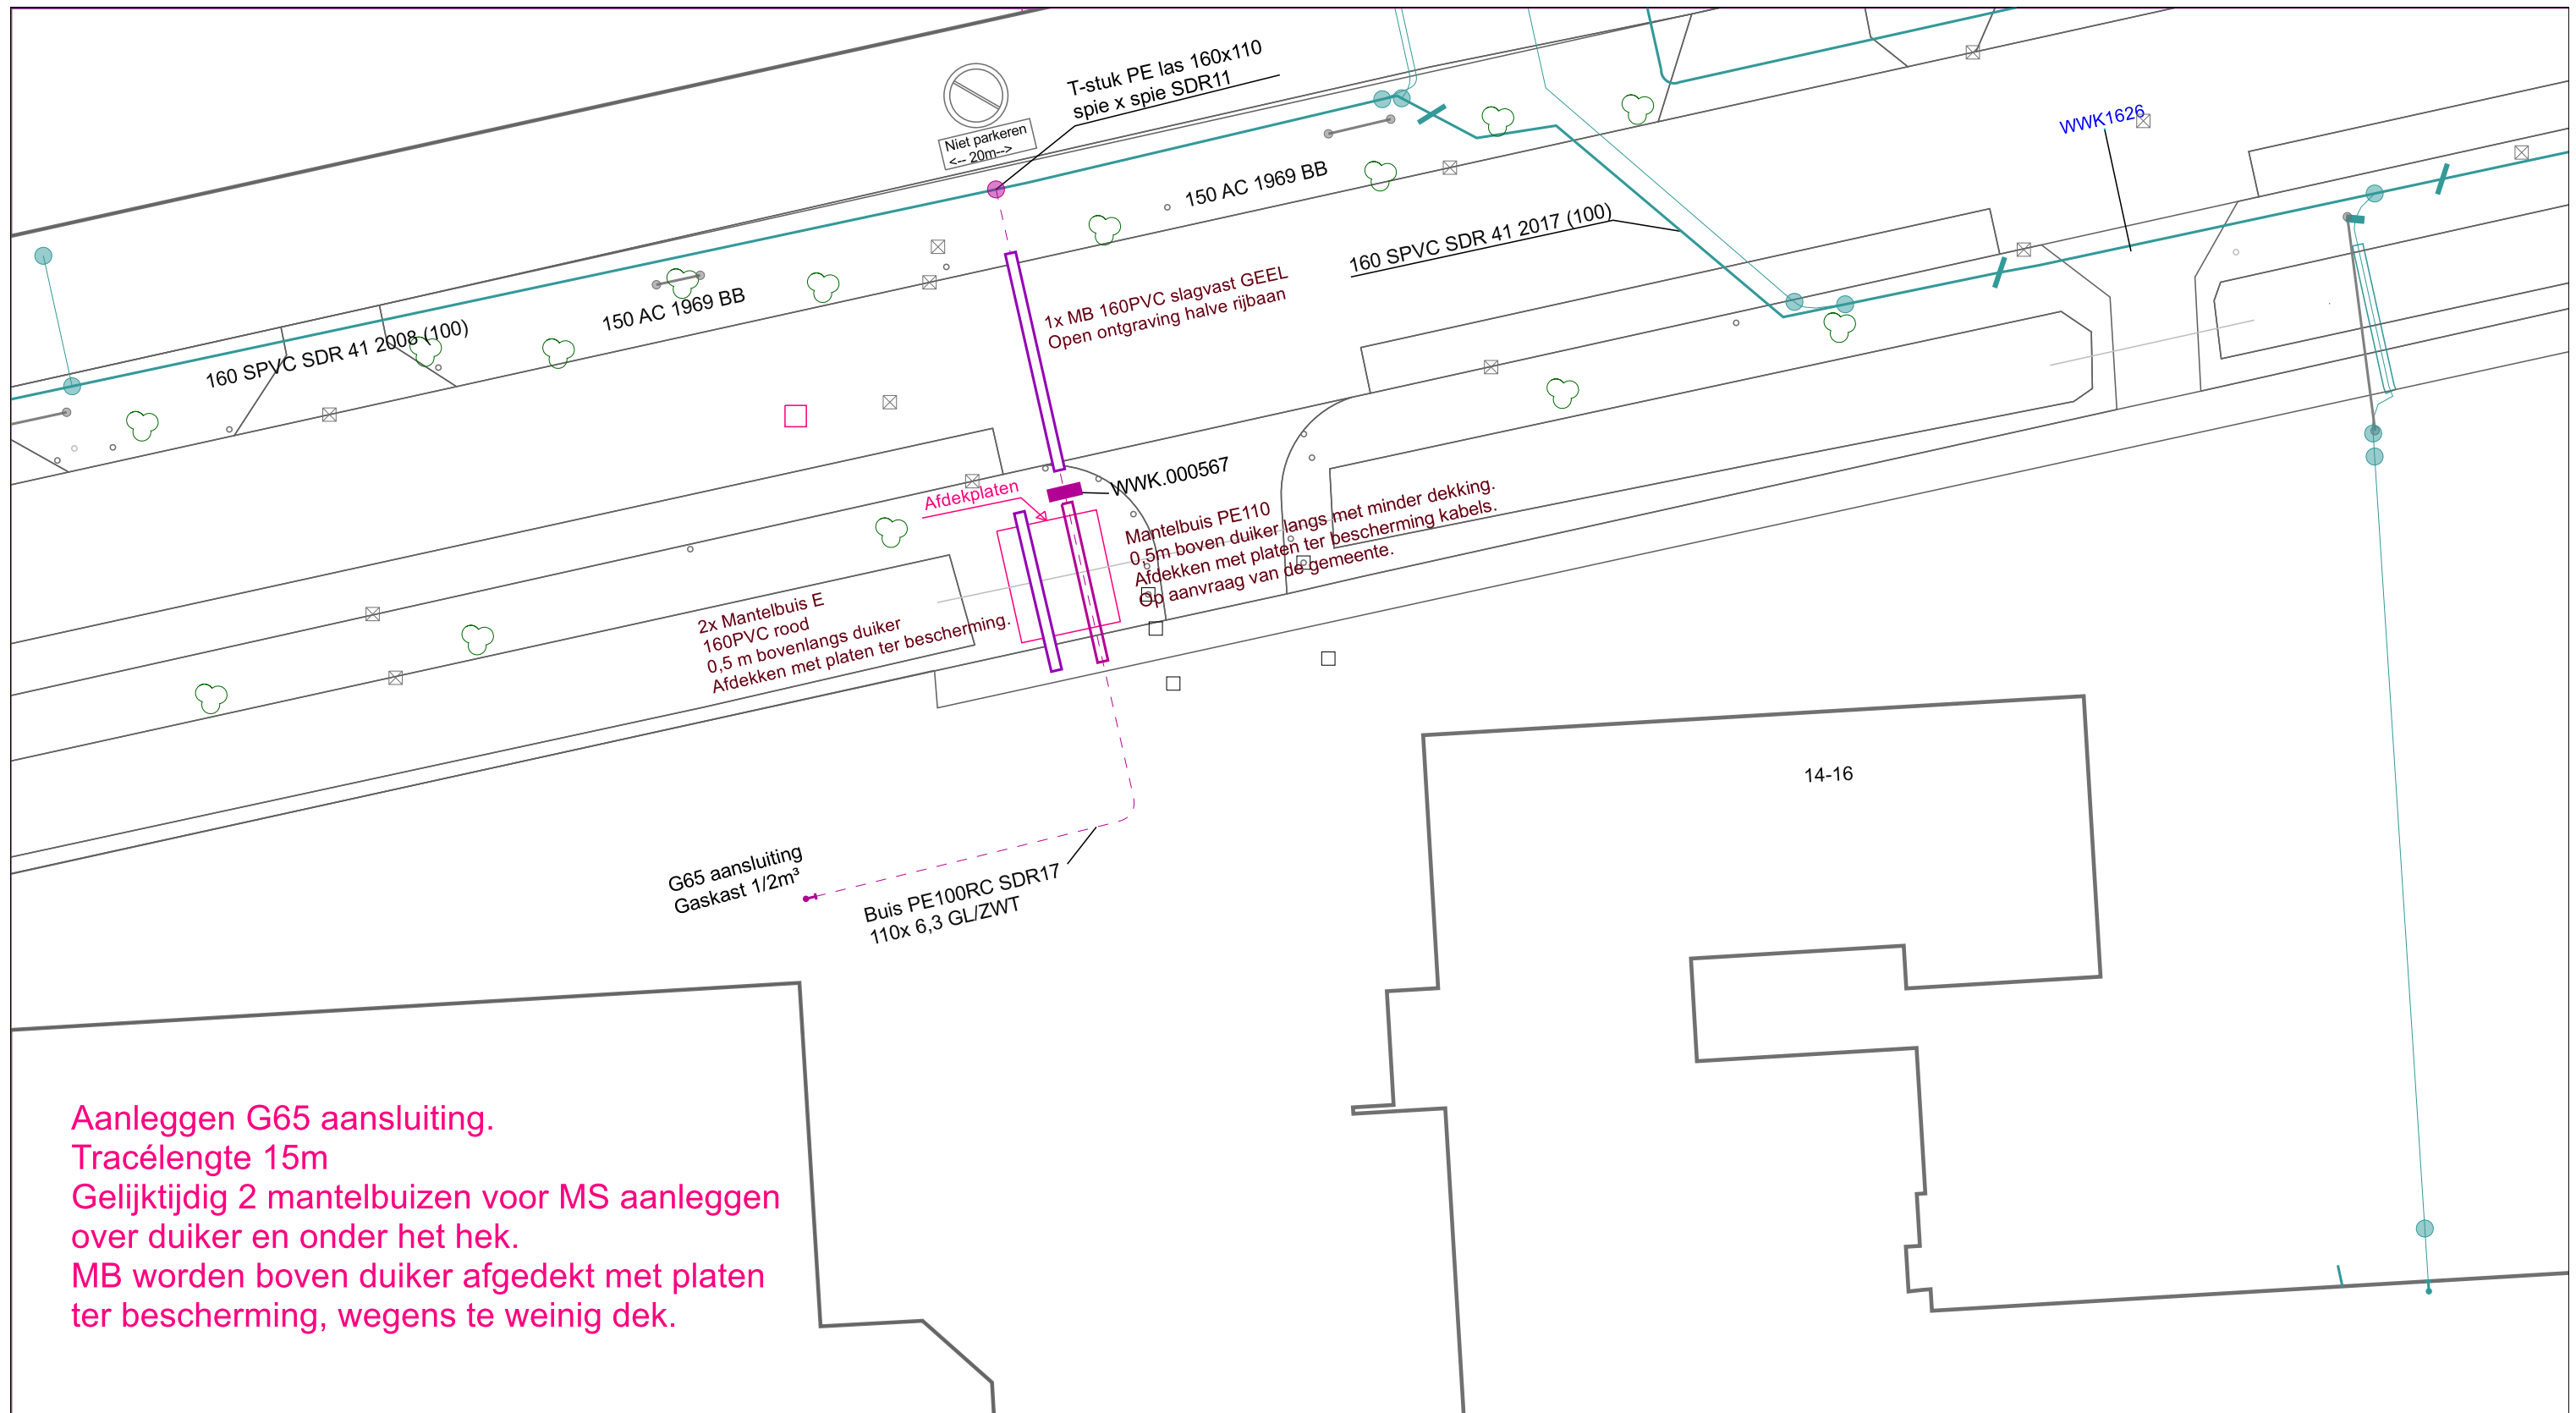 T-stuk PE las 160x110
spie x spie SDR11
Niet parkeren
<-- 20m-->
WWK1626
150 AC 1969 BB
160 SPVC SDR 41 2017 (100)
1x MB 160PVC slagvast GEEL
Open ontgraving halve rijbaan
150 AC 1969 BB
160 SPVC SDR 41 2008 (100)
WWK.000567
Afdekplaten
Mantelbuis PE110
0,5m boven duiker langs met minder dekking.
Afdekken met platen ter bescherming kabels.
Op aanvraag van de gemeente.
2x Mantelbuis E
160PVC rood
0,5 m bovenlangs duiker
Afdekken met platen ter bescherming.
14-16
G65 aansluiting
Gaskast 1/2m³
Buis PE100RC SDR17
110x 6,3 GL/ZWT
Aanleggen G65 aansluiting.
Tracélengte 15m
Gelijktijdig 2 mantelbuizen voor MS aanleggen
over duiker en onder het hek.
MB worden boven duiker afgedekt met platen
ter bescherming, wegens te weinig dek.